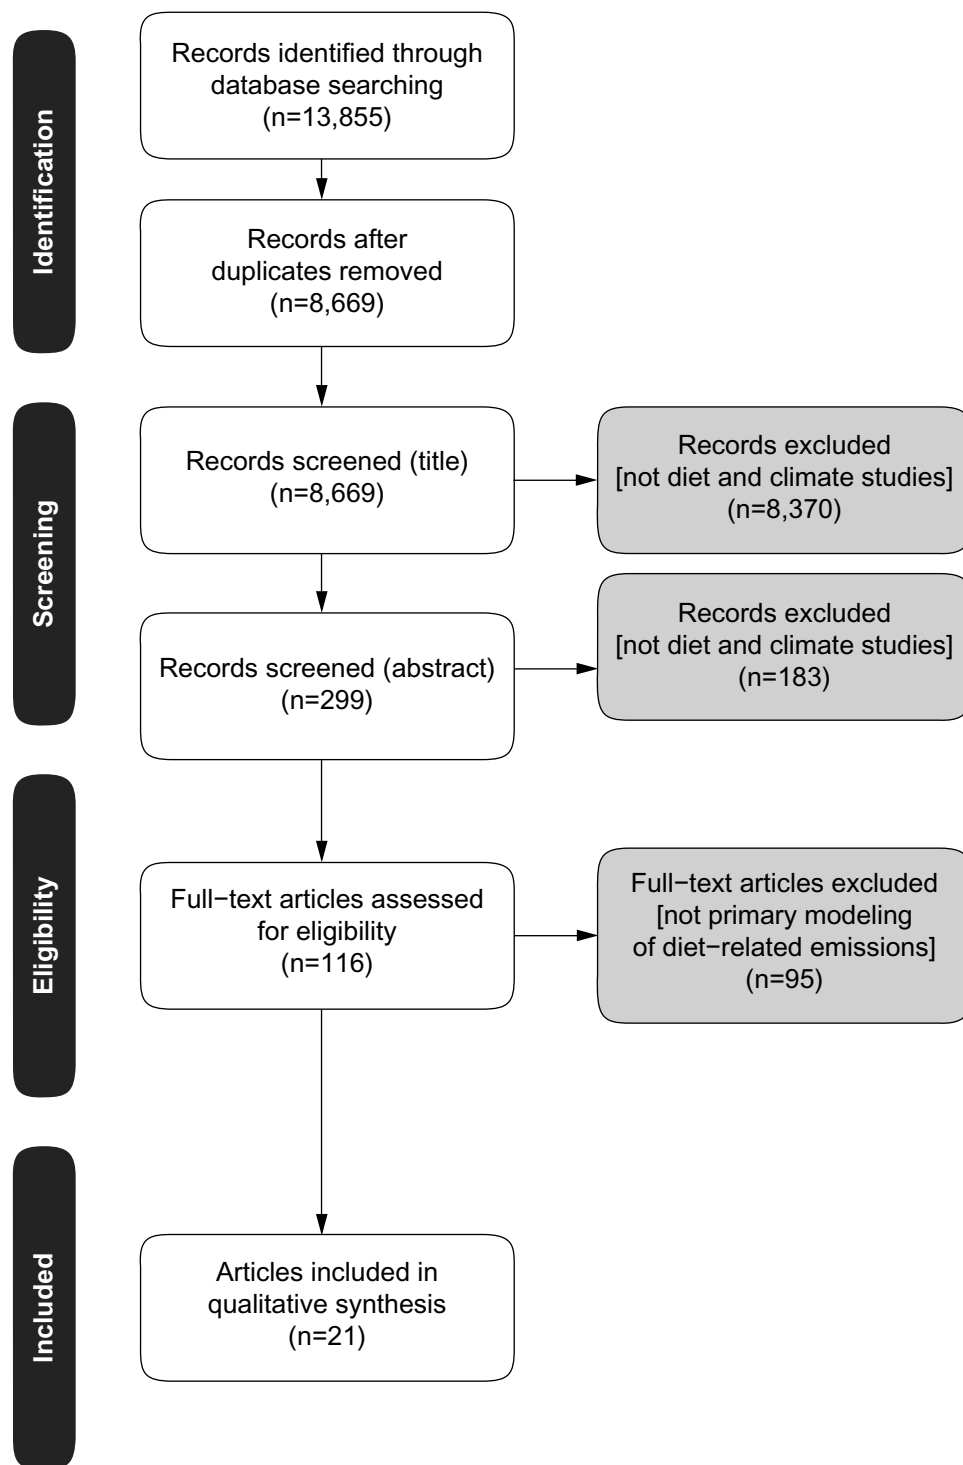 Identification
Records identified through
database searching
(n=13,855)
Records after
duplicates removed
(n=8,669)
Screening
Records screened (title)
(n=8,669)
Records excluded
[not diet and climate studies]
(n=8,370)
Records screened (abstract)
(n=299)
Records excluded
[not diet and climate studies]
(n=183)
Eligibility
Full−text articles assessed
for eligibility
(n=116)
Full−text articles excluded
[not primary modeling
of diet−related emissions]
(n=95)
Included
Articles included in
qualitative synthesis
(n=21)